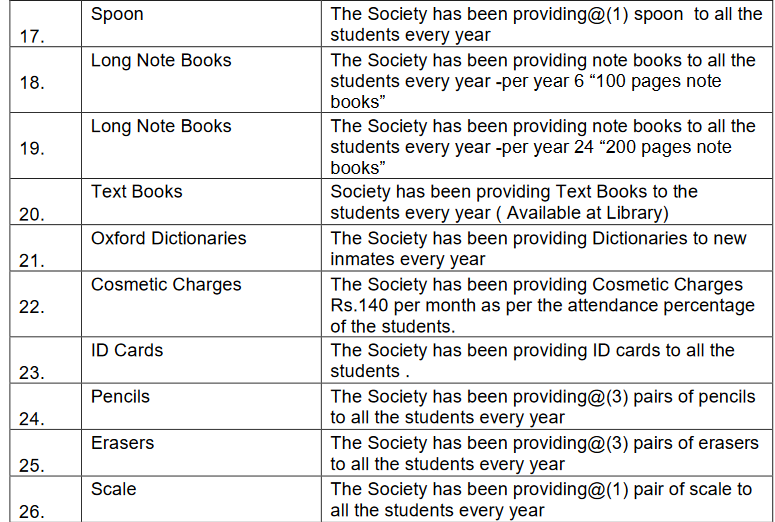 17. Spoon The Society has been providing@(1) spoon to all the
students every year
18. Long Note Books The Society has been providing note books to all the
students every year -per year 6 “100 pages note
books”
19. Long Note Books The Society has been providing note books to all the
students every year -per year 24 “200 pages note
books”
20. Text Books Society has been providing Text Books to the
students every year ( Available at Library)
21. Oxford Dictionaries The Society has been providing Dictionaries to new
inmates every year
22. Cosmetic Charges The Society has been providing Cosmetic Charges
Rs.140 per month as per the attendance percentage
of the students.
23. ID Cards The Society has been providing ID cards to all the
students .
24. Pencils The Society has been providing@(3) pairs of pencils
to all the students every year
25. Erasers The Society has been providing@(3) pairs of erasers
to all the students every year
26. Scale The Society has been providing@(1) pair of scale to
all the students every year